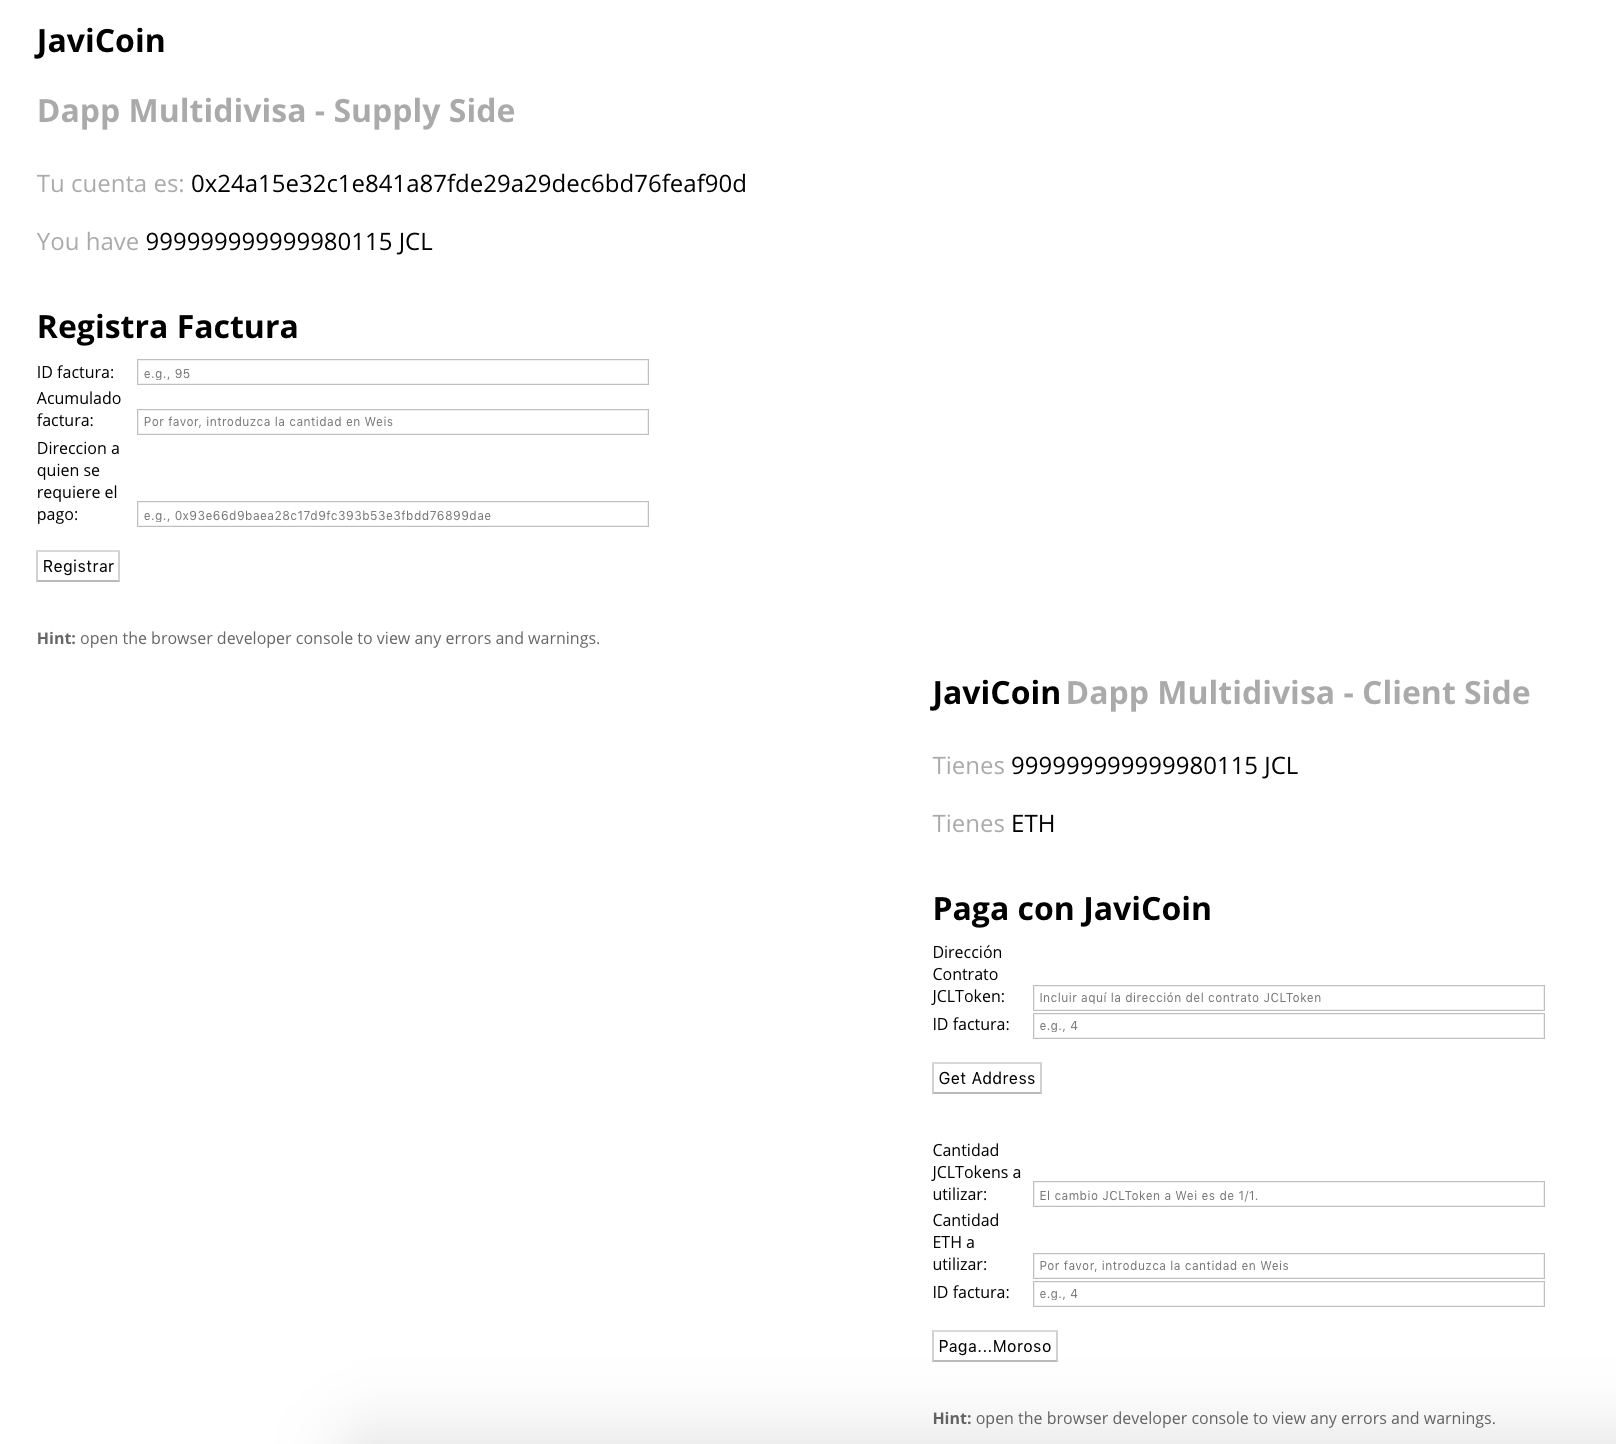 JaviCoin
Dapp Multidivisa - Supply Side
Tu cuenta es: 0x24a15e32c1e841a87fde29a29dec6bd76feaf90d
You have 999999999999980115 JCL
Registra Factura
ID factura: e.g., 95
Acumulado
factura: Por favor, introduzca la cantidad en Weis
Direccion a
quien se
requiere el
pago: e.g., 0x93e66d9baea28c17d9fc393b53e3fbdd76899dae
Registrar
Hint: open the browser developer console to view any errors and warnings.
JaviCoin Dapp Multidivisa - Client Side
Tienes 999999999999980115 JCL
Tienes ETH
Paga con JaviCoin
Dirección
Contrato
JCLToken: Incluir aquí la dirección del contrato JCLToken
ID factura: e.g., 4
Get Address
Cantidad
JCLTokens a
utilizar: El cambio JCLToken a Wei es de 1/1.
Cantidad
ETH a
utilizar: Por favor, introduzca la cantidad en Weis
ID factura: e.g., 4
Paga...Moroso
Hint: open the browser developer console to view any errors and warnings.